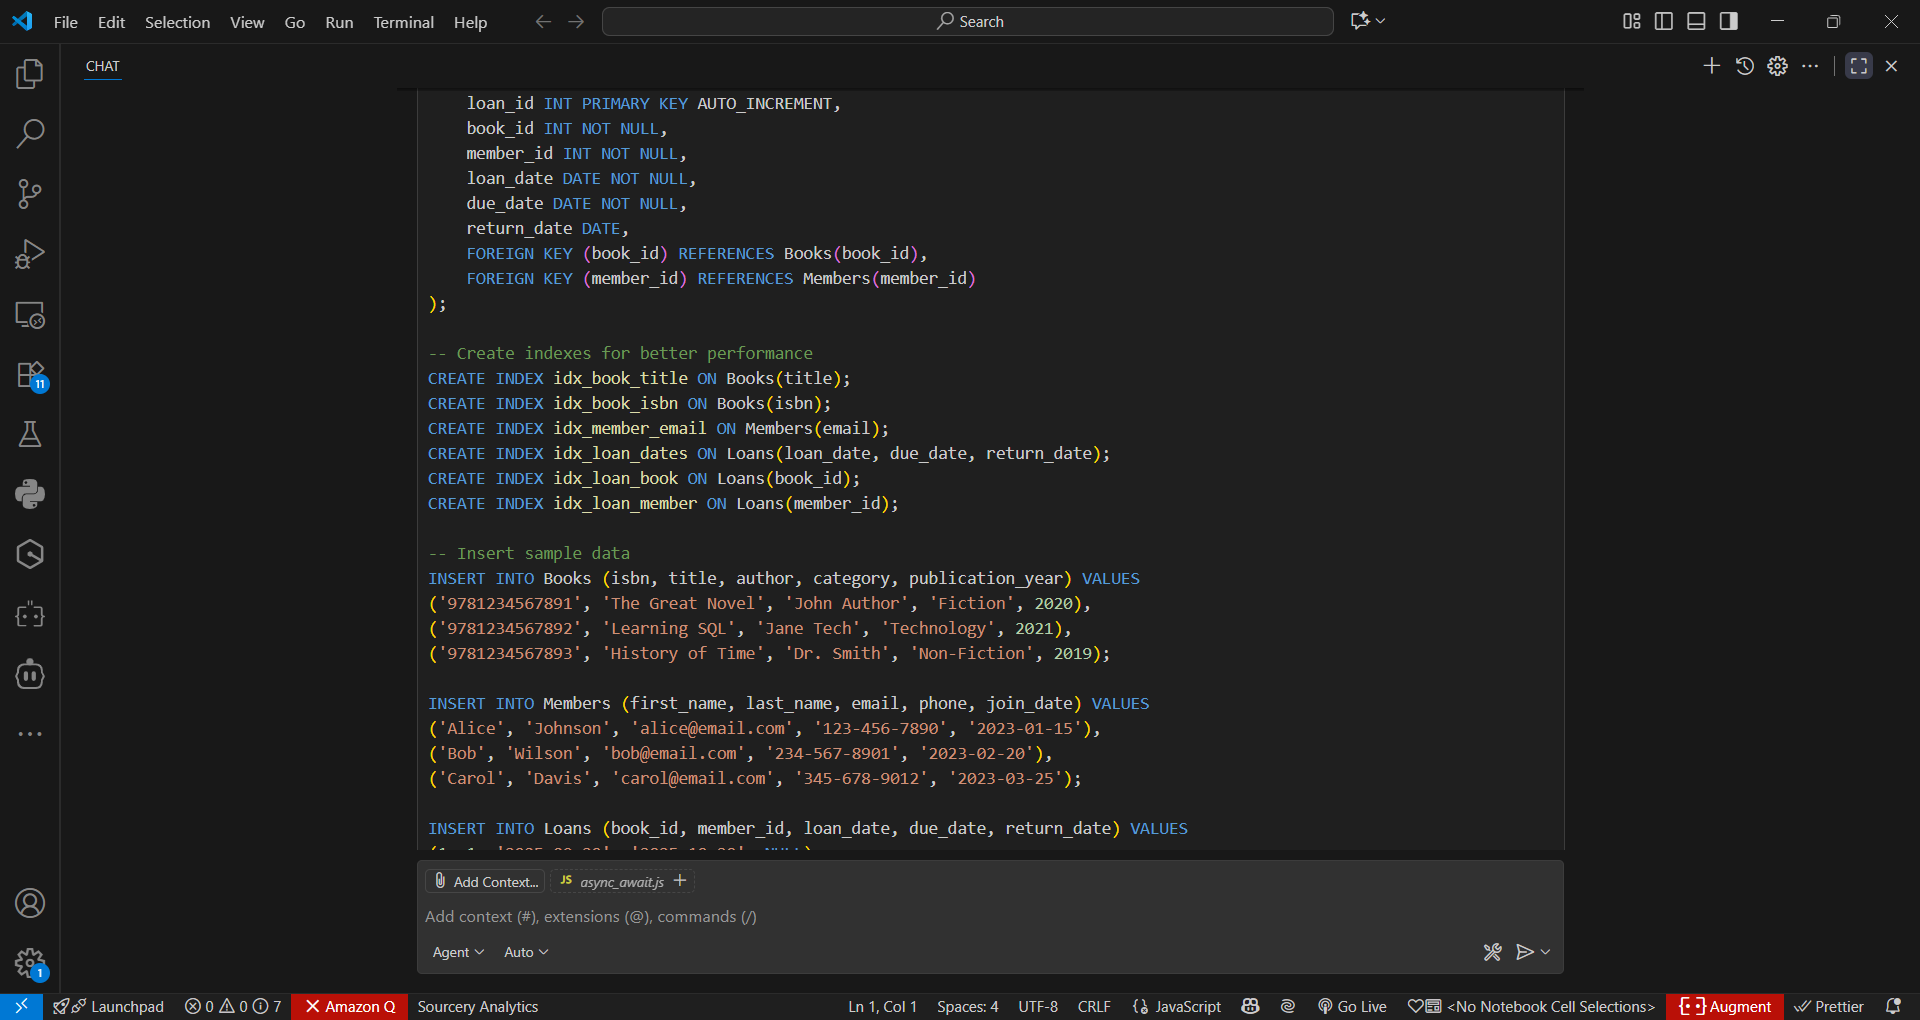 File Edit Selection View Go Run Terminal Help
Search
CHAT
loan_id INT PRIMARY KEY AUTO_INCREMENT,
book_id INT NOT NULL,
member_id INT NOT NULL,
loan_date DATE NOT NULL,
due_date DATE NOT NULL,
return_date DATE,
FOREIGN KEY (book_id) REFERENCES Books(book_id),
FOREIGN KEY (member_id) REFERENCES Members(member_id)
);
-- Create indexes for better performance
CREATE INDEX idx_book_title ON Books(title);
CREATE INDEX idx_book_isbn ON Books(isbn);
CREATE INDEX idx_member_email ON Members(email);
CREATE INDEX idx_loan_dates ON Loans(loan_date, due_date, return_date);
CREATE INDEX idx_loan_book ON Loans(book_id);
CREATE INDEX idx_loan_member ON Loans(member_id);
-- Insert sample data
INSERT INTO Books (isbn, title, author, category, publication_year) VALUES
('9781234567891', 'The Great Novel', 'John Author', 'Fiction', 2020),
('9781234567892', 'Learning SQL', 'Jane Tech', 'Technology', 2021),
('9781234567893', 'History of Time', 'Dr. Smith', 'Non-Fiction', 2019);
INSERT INTO Members (first_name, last_name, email, phone, join_date) VALUES
('Alice', 'Johnson', 'alice@email.com', '123-456-7890', '2023-01-15'),
('Bob', 'Wilson', 'bob@email.com', '234-567-8901', '2023-02-20'),
('Carol', 'Davis', 'carol@email.com', '345-678-9012', '2023-03-25');
INSERT INTO Loans (book_id, member_id, loan_date, due_date, return_date) VALUES
Add Context... JS async_await.js
Add context (#), extensions (@), commands (/)
Agent Auto
11
1
Launchpad 0 0 7 Amazon Q Sourcery Analytics Ln 1, Col 1 Spaces: 4 UTF-8 CRLF {} JavaScript Go Live <No Notebook Cell Selections> Augment Prettier